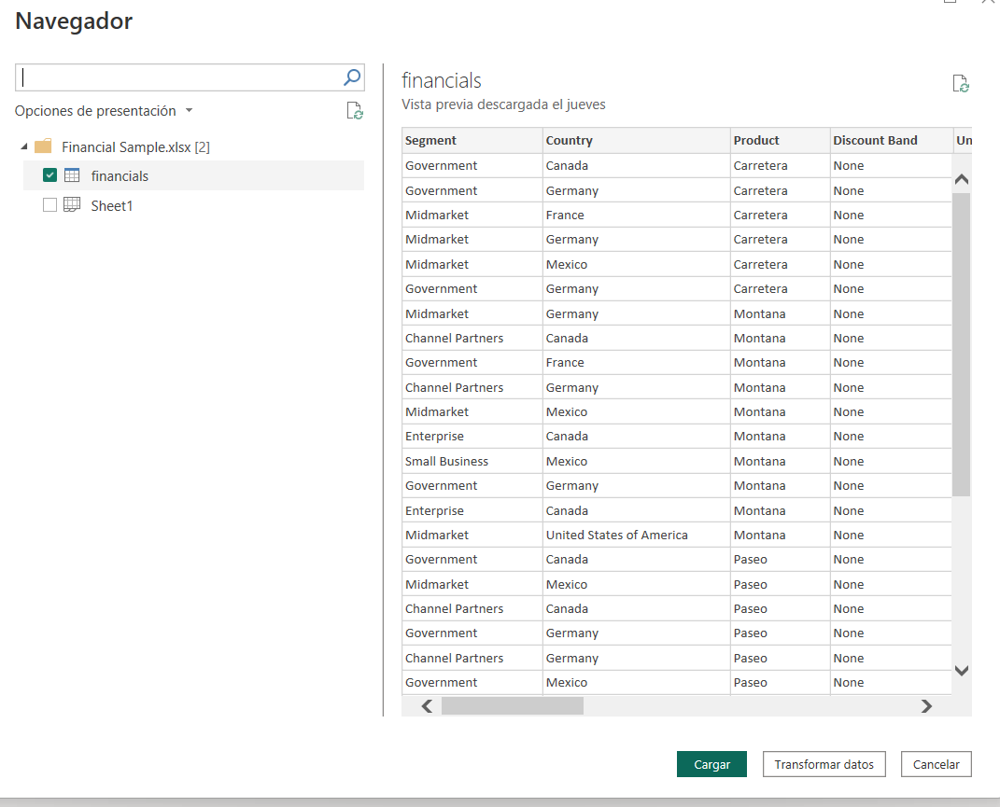 Navegador
Opciones de presentación
Financial Sample.xlsx [2]
financials
Sheet1
financials
Vista previa descargada el jueves
Segment Country Product Discount Band Un
Government Canada Carretera None
Government Germany Carretera None
Midmarket France Carretera None
Midmarket Germany Carretera None
Midmarket Mexico Carretera None
Government Germany Carretera None
Midmarket Germany Montana None
Channel Partners Canada Montana None
Government France Montana None
Channel Partners Germany Montana None
Midmarket Mexico Montana None
Enterprise Canada Montana None
Small Business Mexico Montana None
Government Germany Montana None
Enterprise Canada Montana None
Midmarket United States of America Montana None
Government Canada Paseo None
Midmarket Mexico Paseo None
Channel Partners Canada Paseo None
Government Germany Paseo None
Channel Partners Germany Paseo None
Government Mexico Paseo None
Cargar Transformar datos Cancelar